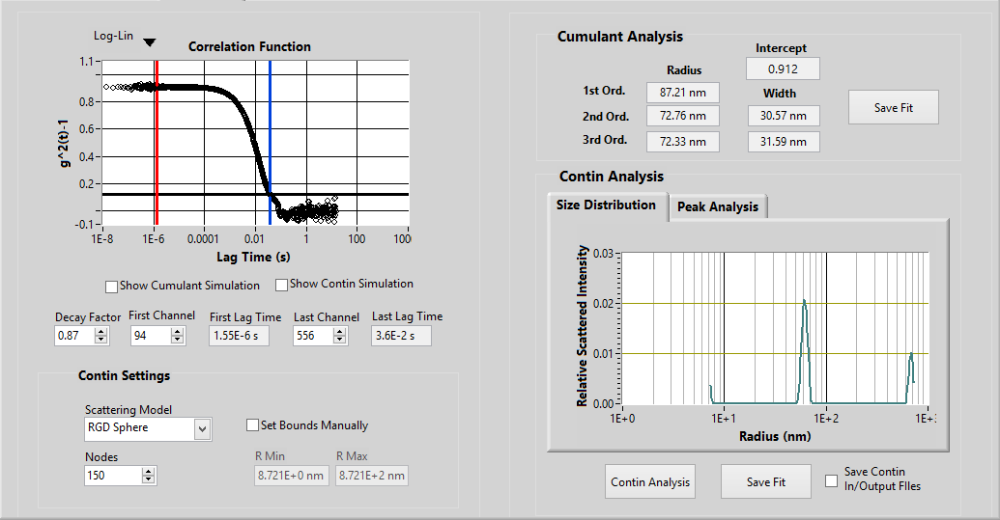 Log-Lin
Correlation Function
g^2(t)-1
1.1
0.8
0.6
0.4
0.2
-0.1
1E-8 1E-6 0.0001 0.01 1 100 100
Lag Time (s)
Show Cumulant Simulation Show Contin Simulation
Decay Factor First Channel First Lag Time Last Channel Last Lag Time
0.87 94 1.55E-6 s 556 3.6E-2 s
Contin Settings
Scattering Model
RGD Sphere
Set Bounds Manually
Nodes R Min R Max
150 8.721E+0 nm 8.721E+2 nm
Cumulant Analysis
Intercept
0.912
Radius
Width
1st Ord. 87.21 nm
2nd Ord. 72.76 nm 30.57 nm
3rd Ord. 72.33 nm 31.59 nm
Save Fit
Contin Analysis
Size Distribution Peak Analysis
Relative Scattered Intensity
0.03
0.02
0.01
0.00
1E+0 1E+1 1E+2 1E+
Radius (nm)
Contin Analysis Save Fit
Save Contin
In/Output FIles